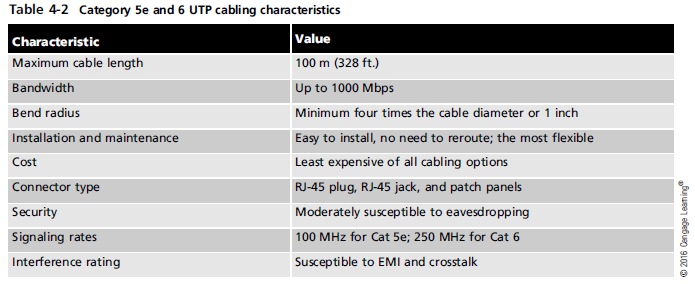 Table 4-2 Category 5e and 6 UTP cabling characteristics
Characteristic Value
Maximum cable length 100 m (328 ft.)
Bandwidth Up to 1000 Mbps
Bend radius Minimum four times the cable diameter or 1 inch
Installation and maintenance Easy to install, no need to reroute; the most flexible
Cost Least expensive of all cabling options
Connector type RJ-45 plug, RJ-45 jack, and patch panels
Security Moderately susceptible to eavesdropping
Signaling rates 100 MHz for Cat 5e; 250 MHz for Cat 6
Interference rating Susceptible to EMI and crosstalk
© 2016 Cengage Learning®